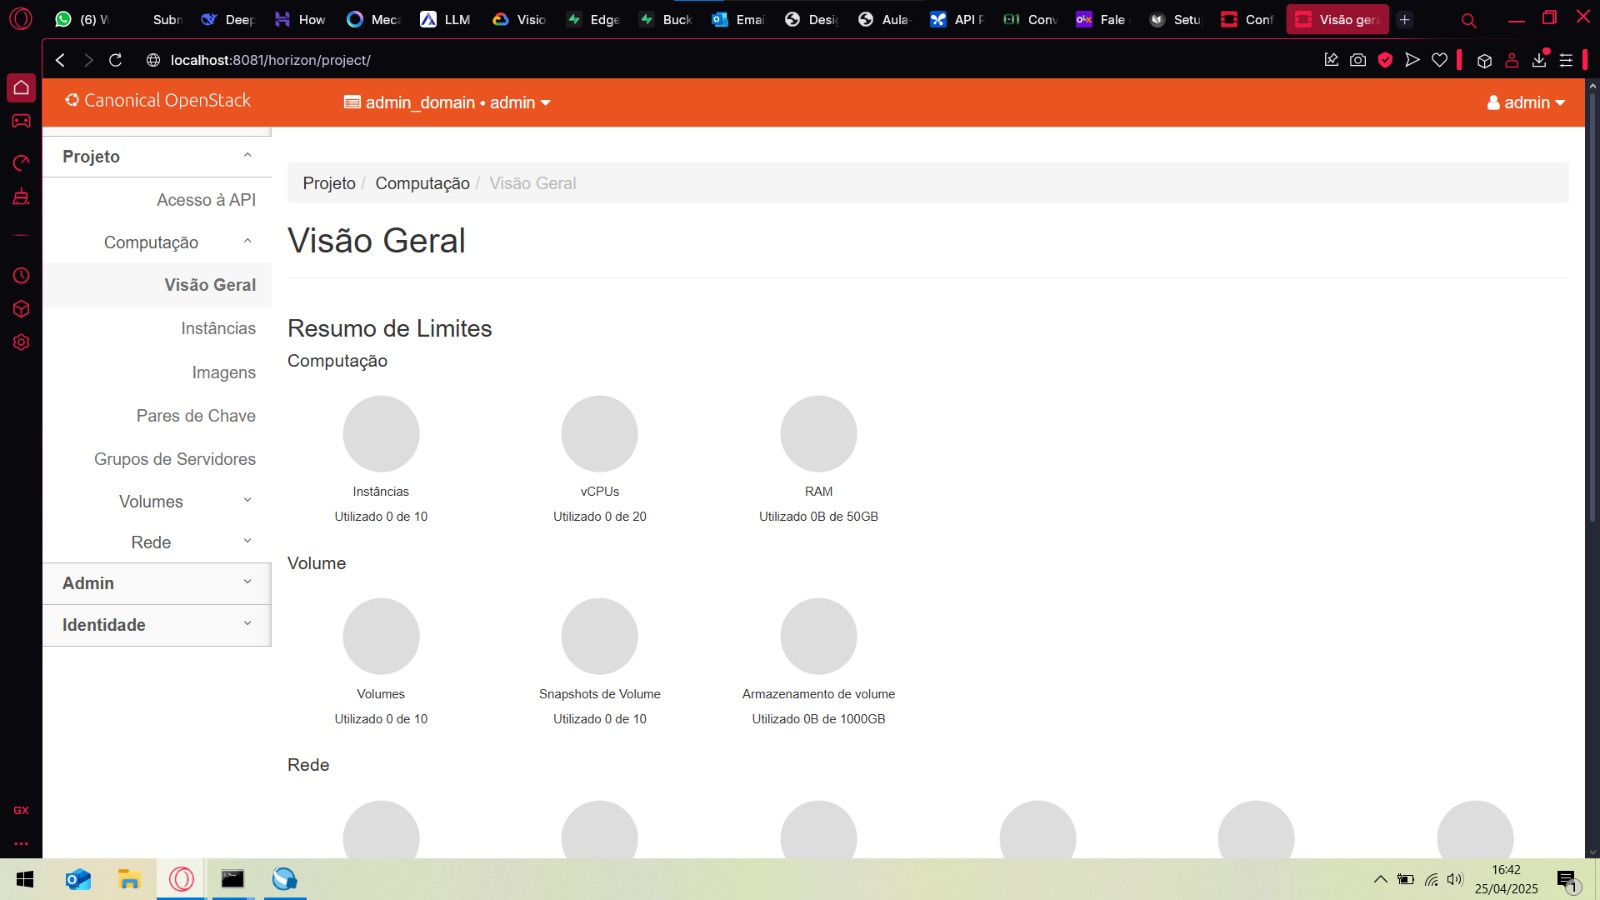 (6) W
Subn
Deep
How
Meca
LLM
Visio
Edge
Buck
Emai
Desi
Aula-
API F
Conv
Fale
Setu
Conf
Visão gera
localhost:8081/horizon/project/
Canonical OpenStack
admin_domain • admin
admin
Projeto
Acesso à API
Computação
Visão Geral
Instâncias
Imagens
Pares de Chave
Grupos de Servidores
Volumes
Rede
Admin
Identidade
Projeto / Computação / Visão Geral
Visão Geral
Resumo de Limites
Computação
Instâncias
Utilizado 0 de 10
vCPUs
Utilizado 0 de 20
RAM
Utilizado 0B de 50GB
Volume
Volumes
Utilizado 0 de 10
Snapshots de Volume
Utilizado 0 de 10
Armazenamento de volume
Utilizado 0B de 1000GB
Rede
GX
16:42
25/04/2025
1